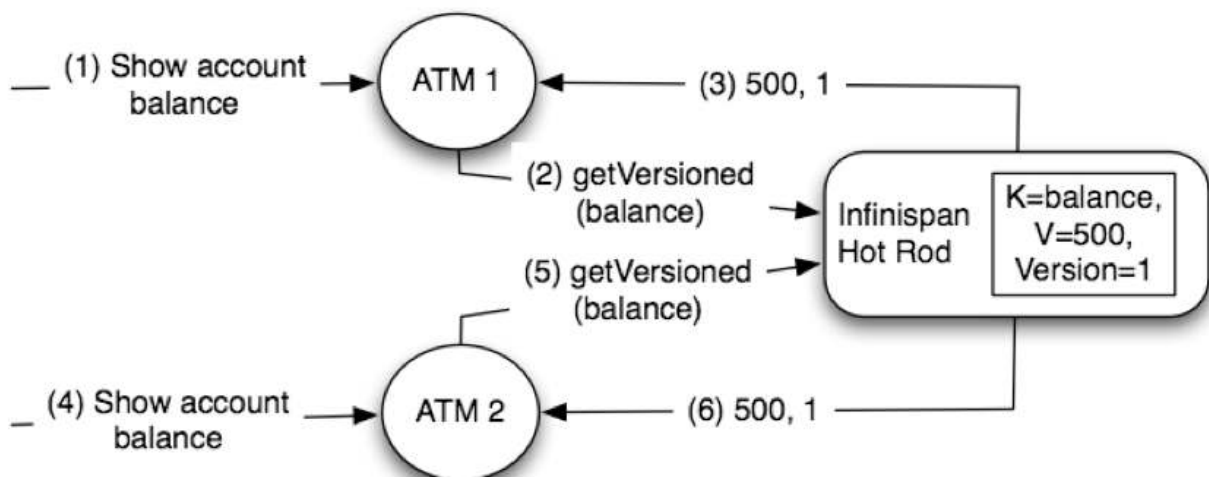 (1) Show account
balance
ATM 1
(3) 500, 1
(2) getVersioned
(balance)
Infinispan
Hot Rod
K=balance,
V=500,
Version=1
(5) getVersioned
(balance)
(4) Show account
balance
ATM 2
(6) 500, 1